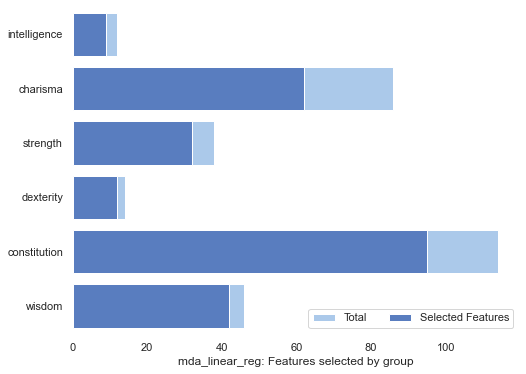 intelligence
charisma
strength
dexterity
constitution
wisdom
Total
Selected Features
0 20 40 60 80 100
mda_linear_reg: Features selected by group